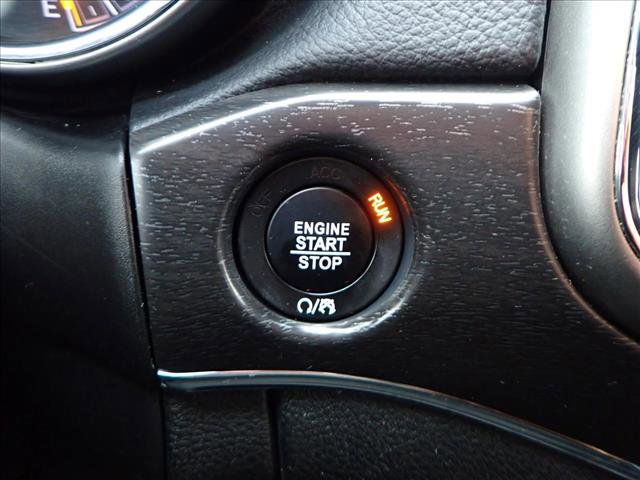 E
OFF ACC RUN
ENGINE
START
STOP